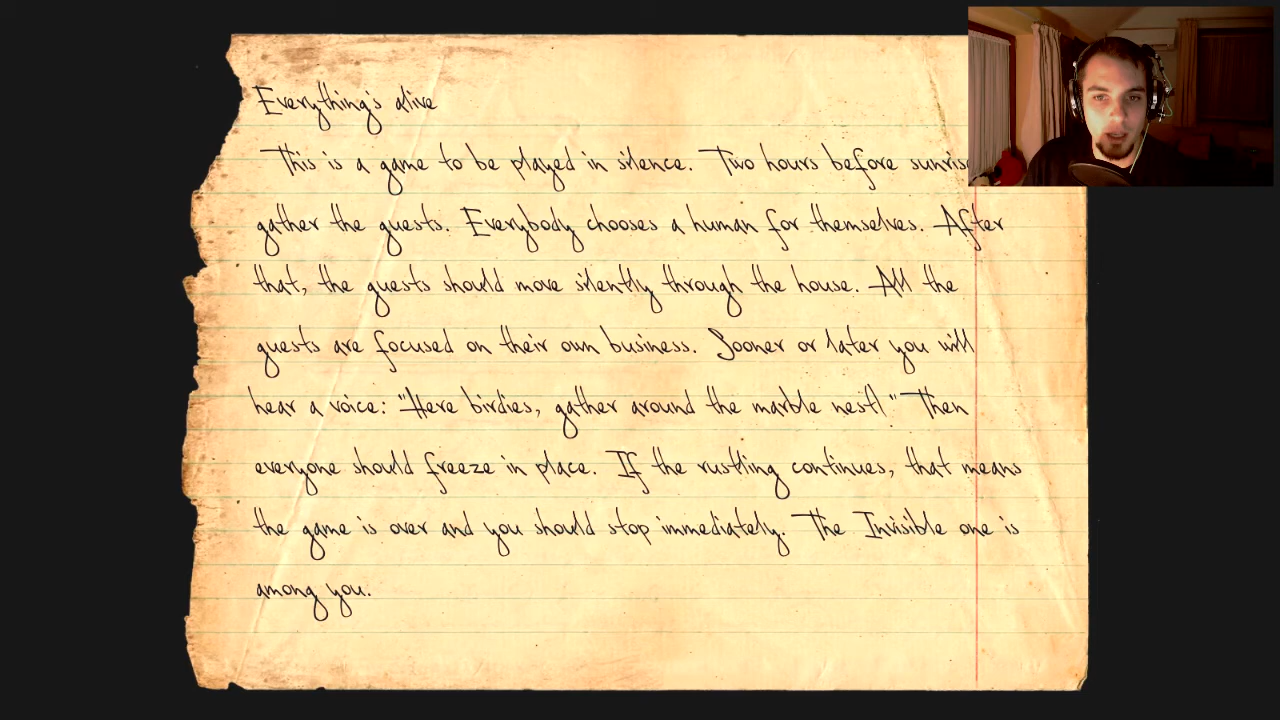 Everything's alive
This is a game to be played in silence. Two hours before sunrise
gather the guests. Everybody chooses a human for themselves. After
that, the guests should move silently through the house. All the
guests are focused on their own business. Sooner or later you will
hear a voice: "Here birdies, gather around the marble nest!" Then
everyone should freeze in place. If the rustling continues, that means
the game is over and you should stop immediately. The Invisible one is
among you.